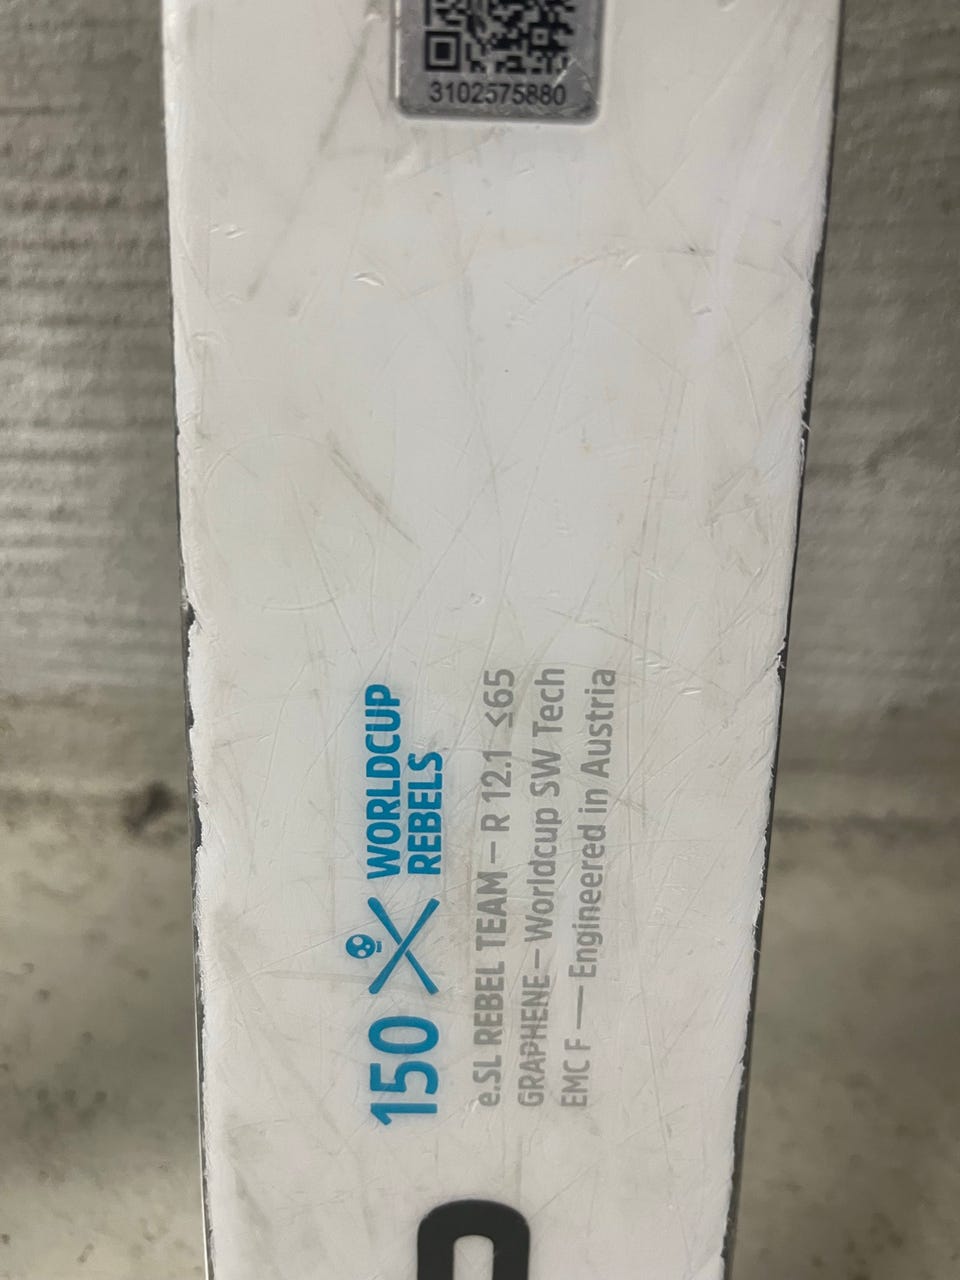 3102575880
150 WORLDCUP
REBELS
e.SL REBEL TEAM – R 12.1 ≤65
GRAPHENE – Worldcup SW Tech
EMC F — Engineered in Austria